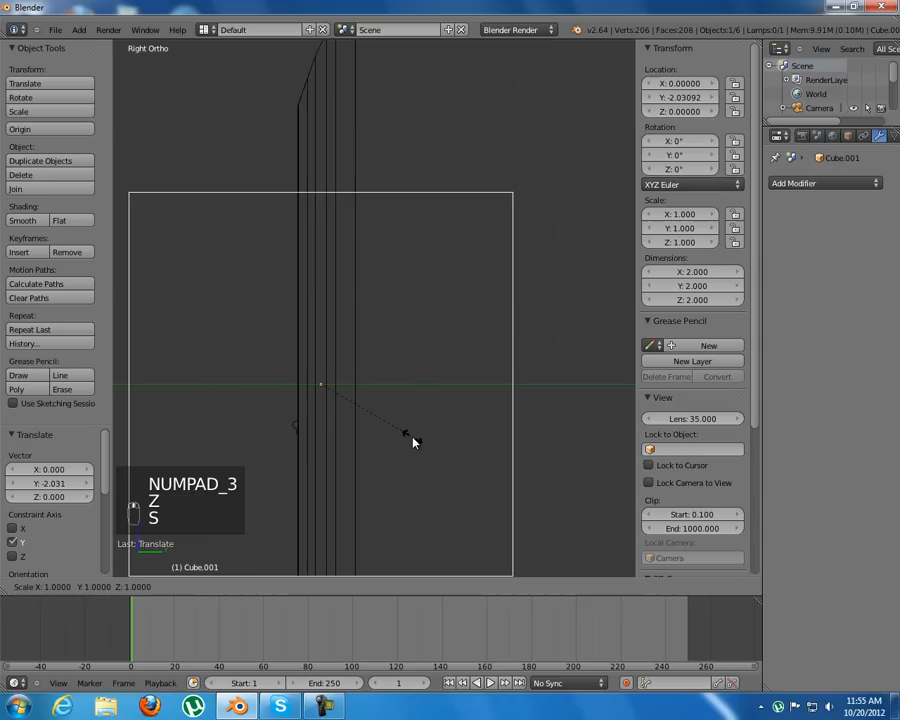 Blender
File Add Render Window Help Default Scene Blender Render v2.64 | Verts:206 | Faces:208 | Objects:1/6 | Lamps:0/1 | Mem:9.91M (0.10M) | Cube.00
Object Tools
Transform:
Translate
Rotate
Scale
Origin
Object:
Duplicate Objects
Delete
Join
Shading:
Smooth Flat
Keyframes:
Insert Remove
Motion Paths:
Calculate Paths
Clear Paths
Repeat:
Repeat Last
History...
Grease Pencil:
Draw Line
Poly Erase
Use Sketching Sessio
Translate
Vector
X: 0.000
Y: -2.031
Z: 0.000
Constraint Axis
X
Y
Z
Orientation
Right Ortho
NUMPAD_3
Z
S
Last: Translate
(1) Cube.001
Scale X: 1.0000 Y: 1.0000 Z: 1.0000
Transform
Location:
X: 0.00000
Y: -2.03092
Z: 0.00000
Rotation:
X: 0°
Y: 0°
Z: 0°
XYZ Euler
Scale:
X: 1.000
Y: 1.000
Z: 1.000
Dimensions:
X: 2.000
Y: 2.000
Z: 2.000
Grease Pencil
New
New Layer
Delete Frame Convert
View
Lens: 35.000
Lock to Object:
Lock to Cursor
Lock Camera to View
Clip:
Start: 0.100
End: 1000.000
Local Camera:
Camera
View Search All Sce
Scene
RenderLaye
World
Camera
Cube.001
Add Modifier
-40 -20 0 20 40 60 80 100 120 140 160 180 200 220 240 260
View Marker Frame Playback Start: 1 End: 250 1 No Sync
11:55 AM
10/20/2012